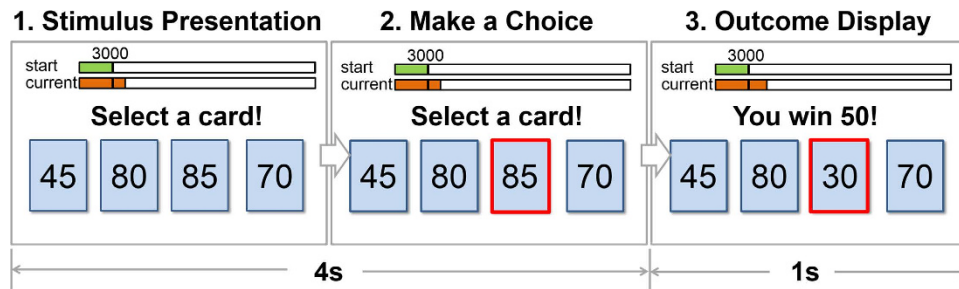 1. Stimulus Presentation
3000
start
current
Select a card!
45 80 85 70
2. Make a Choice
3000
start
current
Select a card!
45 80 85 70
3. Outcome Display
3000
start
current
You win 50!
45 80 30 70
4s
1s